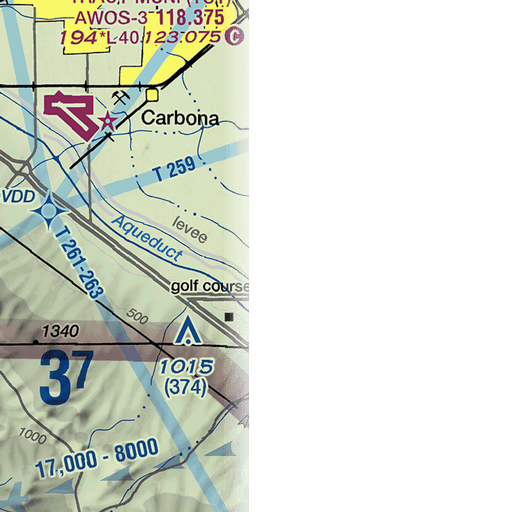 AWOS-3 118.375
194*L40 123.075 C
Carbona
T 259
VDD
Aqueduct
levee
T 261-263
golf course
500
1340
1015
(374)
37
1000
17,000 - 8000